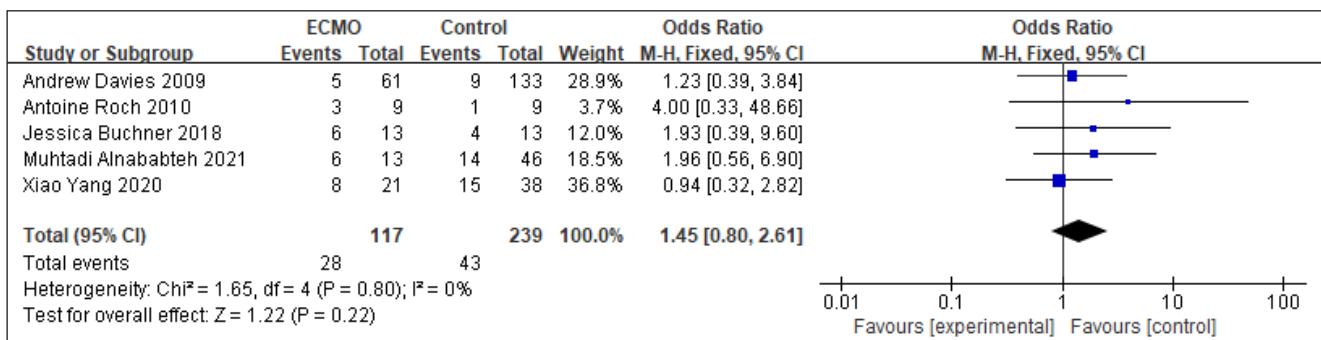 ECMO Control Odds Ratio Odds Ratio
Study or Subgroup Events Total Events Total Weight M-H, Fixed, 95% CI M-H, Fixed, 95% CI
Andrew Davies 2009 5 61 9 133 28.9% 1.23 [0.39, 3.84]
Antoine Roch 2010 3 9 1 9 3.7% 4.00 [0.33, 48.66]
Jessica Buchner 2018 6 13 4 13 12.0% 1.93 [0.39, 9.60]
Muhtadi Alnababteh 2021 6 13 14 46 18.5% 1.96 [0.56, 6.90]
Xiao Yang 2020 8 21 15 38 36.8% 0.94 [0.32, 2.82]
Total (95% CI) 117 239 100.0% 1.45 [0.80, 2.61]
Total events 28 43
Heterogeneity: Chi² = 1.65, df = 4 (P = 0.80); I² = 0%
Test for overall effect: Z = 1.22 (P = 0.22)
0.01 0.1 1 10 100
Favours [experimental] Favours [control]